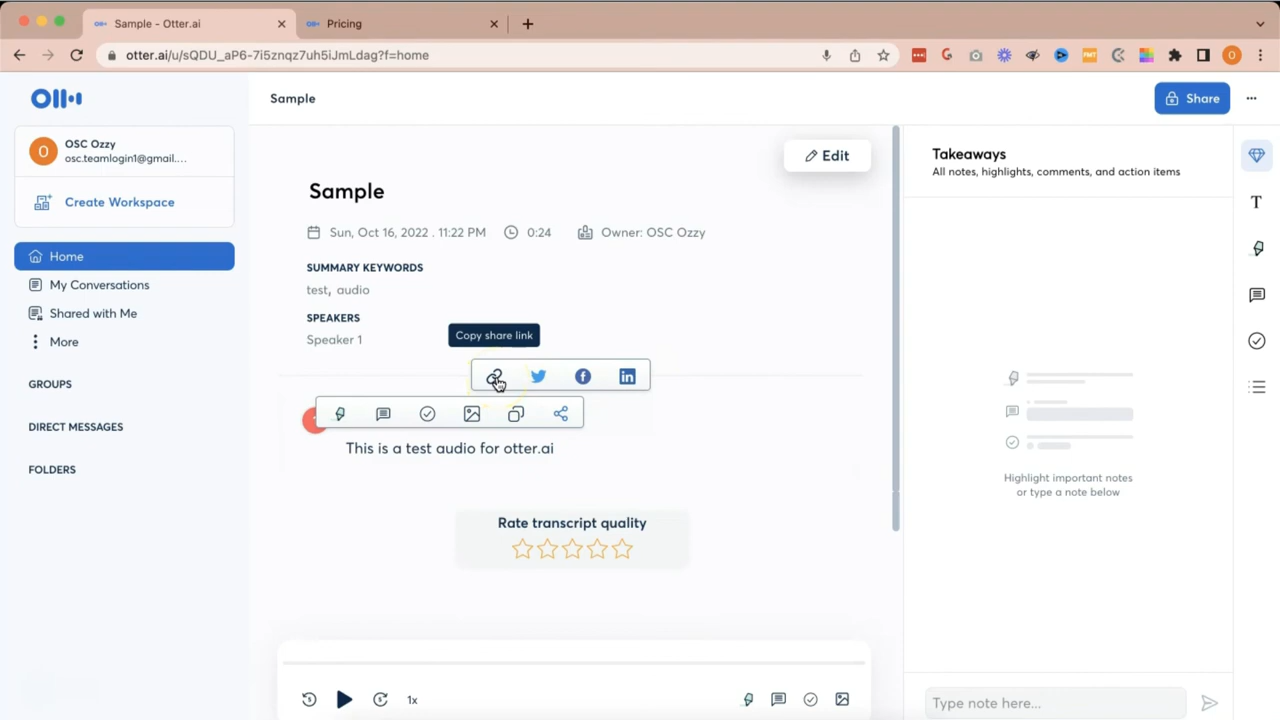 Sample - Otter.ai
Pricing
otter.ai/u/sQDU_aP6-7i5znqz7uh5iJmLdag?f=home
FMT
O
Sample
Share
O
OSC Ozzy
osc.teamlogin1@gmail....
Create Workspace
Home
My Conversations
Shared with Me
More
GROUPS
DIRECT MESSAGES
FOLDERS
Edit
Sample
Sun, Oct 16, 2022 . 11:22 PM
0:24
Owner: OSC Ozzy
SUMMARY KEYWORDS
test, audio
SPEAKERS
Speaker 1
Copy share link
This is a test audio for otter.ai
Rate transcript quality
5
5
1x
Takeaways
All notes, highlights, comments, and action items
T
Highlight important notes
or type a note below
Type note here...